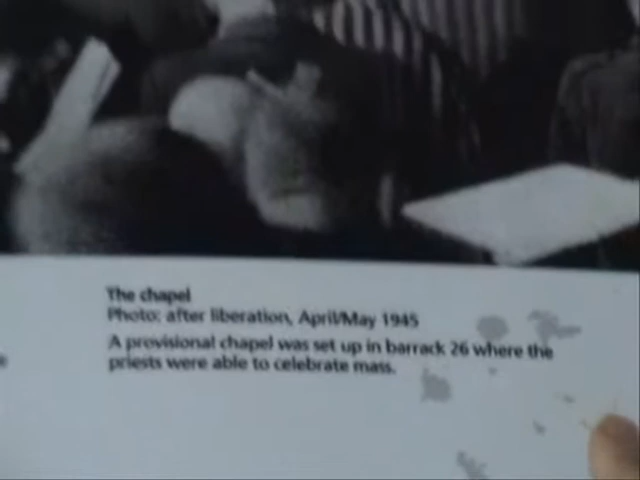 The chapel
Photo: after liberation, April/May 1945
A provisional chapel was set up in barrack 26 where the
priests were able to celebrate mass.